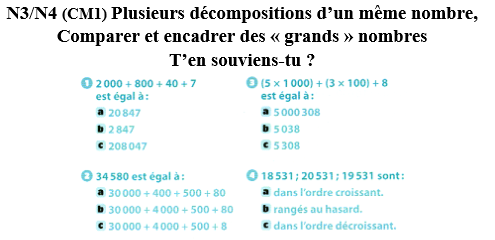 N3/N4 (CM1) Plusieurs décompositions d’un même nombre,
Comparer et encadrer des « grands » nombres
T’en souviens-tu ?
1 2 000 + 800 + 40 + 7
est égal à :
a 20 847
b 2 847
c 208 047
2 34 580 est égal à :
a 30 000 + 400 + 500 + 80
b 30 000 + 4 000 + 500 + 80
c 30 000 + 4 000 + 500 + 8
3 (5 × 1 000) + (3 × 100) + 8
est égal à :
a 5 000 308
b 5 038
c 5 308
4 18 531 ; 20 531 ; 19 531 sont :
a dans l’ordre croissant.
b rangés au hasard.
c dans l’ordre décroissant.